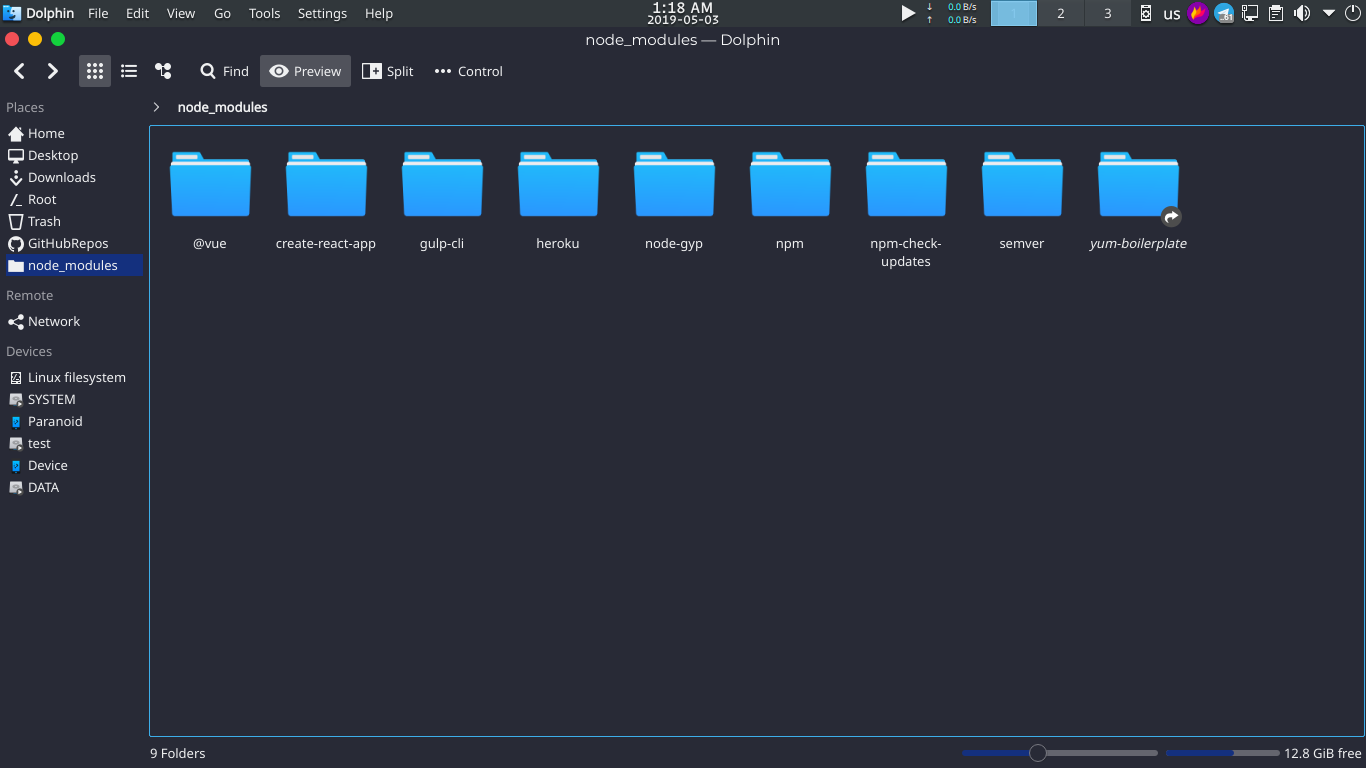 Dolphin File Edit View Go Tools Settings Help
1:18 AM
2019-05-03
↓ 0.0 B/s
↑ 0.0 B/s
1 2 3
us
61
node_modules — Dolphin
Find Preview Split Control
Places
node_modules
Home
Desktop
Downloads
Root
Trash
GitHubRepos
node_modules
Remote
Network
Devices
Linux filesystem
SYSTEM
Paranoid
test
Device
DATA
@vue
create-react-app
gulp-cli
heroku
node-gyp
npm
npm-check-
updates
semver
yum-boilerplate
9 Folders
12.8 GiB free